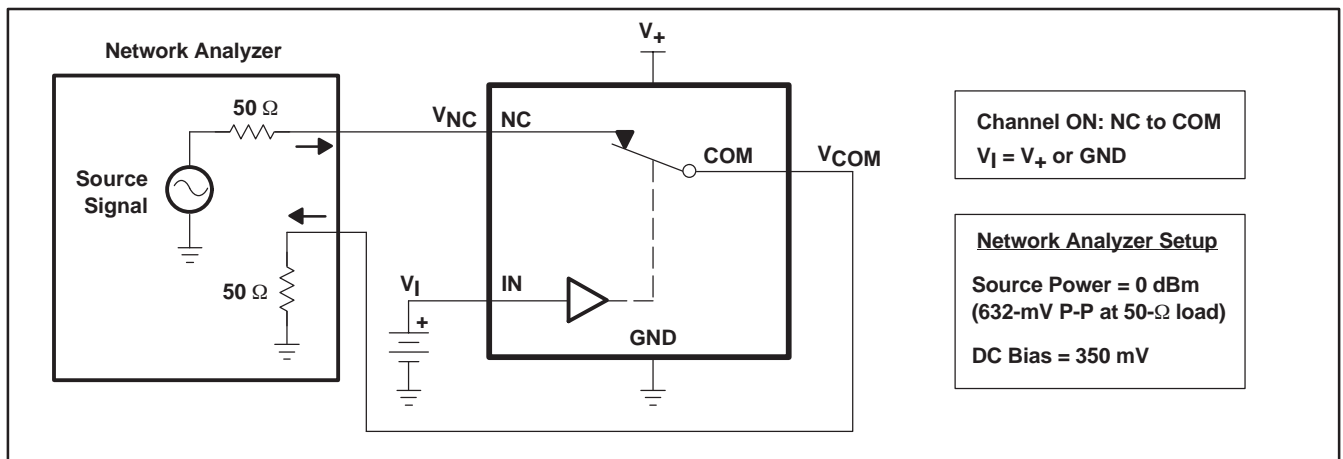 Network Analyzer
50 Ω
Source
Signal
50 Ω
V+
VNC
NC
COM
VCOM
VI
IN
+
GND
Channel ON: NC to COM
VI = V+ or GND
Network Analyzer Setup
Source Power = 0 dBm
(632-mV P-P at 50-Ω load)
DC Bias = 350 mV